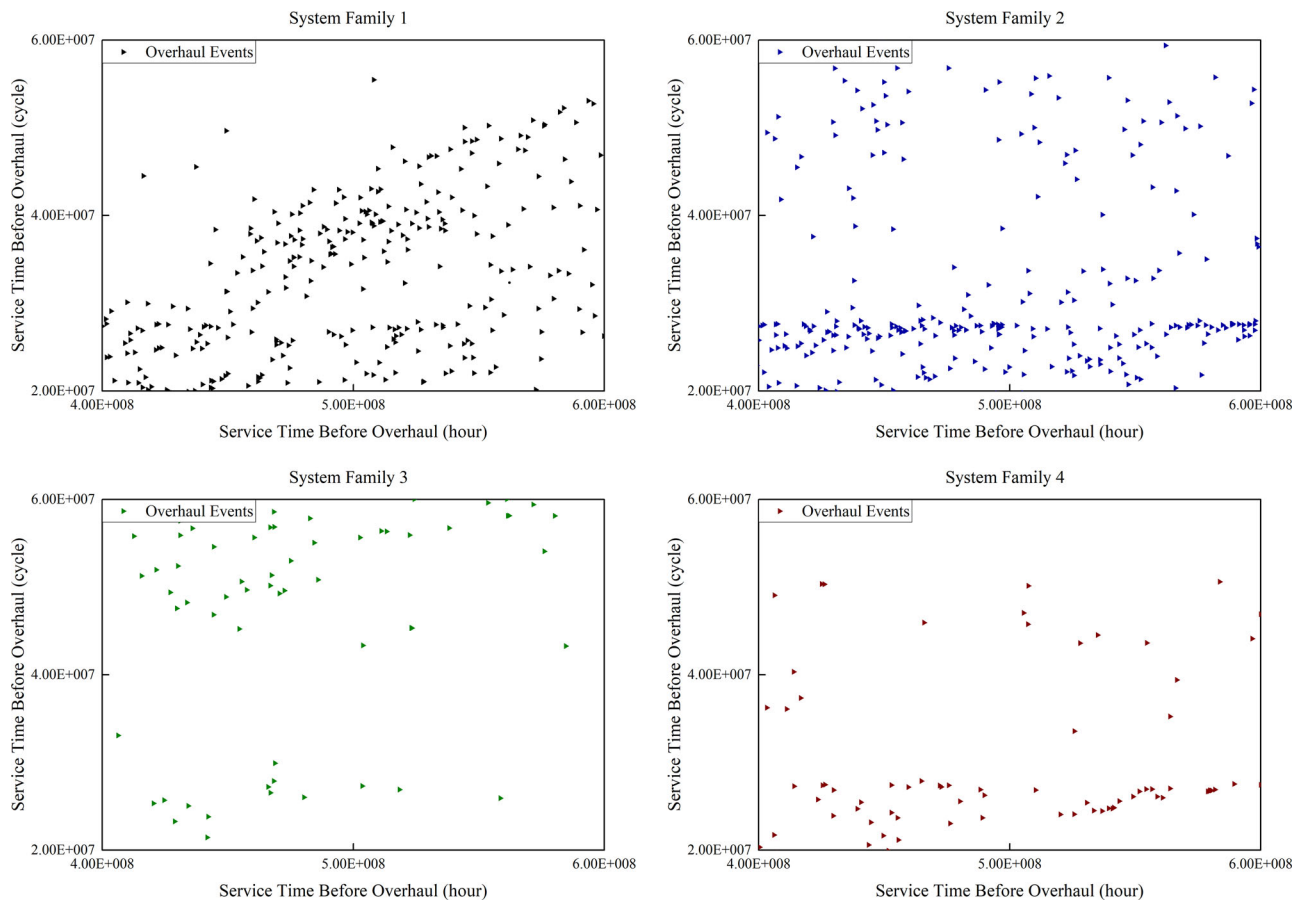 System Family 1
6.00E+007
Overhaul Events
4.00E+007
2.00E+007
4.00E+008
5.00E+008
6.00E+008
Service Time Before Overhaul (cycle)
Service Time Before Overhaul (hour)
System Family 2
6.00E+007
Overhaul Events
4.00E+007
2.00E+007
4.00E+008
5.00E+008
6.00E+008
Service Time Before Overhaul (cycle)
Service Time Before Overhaul (hour)
System Family 3
6.00E+007
Overhaul Events
4.00E+007
2.00E+007
4.00E+008
5.00E+008
6.00E+008
Service Time Before Overhaul (cycle)
Service Time Before Overhaul (hour)
System Family 4
6.00E+007
Overhaul Events
4.00E+007
2.00E+007
4.00E+008
5.00E+008
6.00E+008
Service Time Before Overhaul (cycle)
Service Time Before Overhaul (hour)